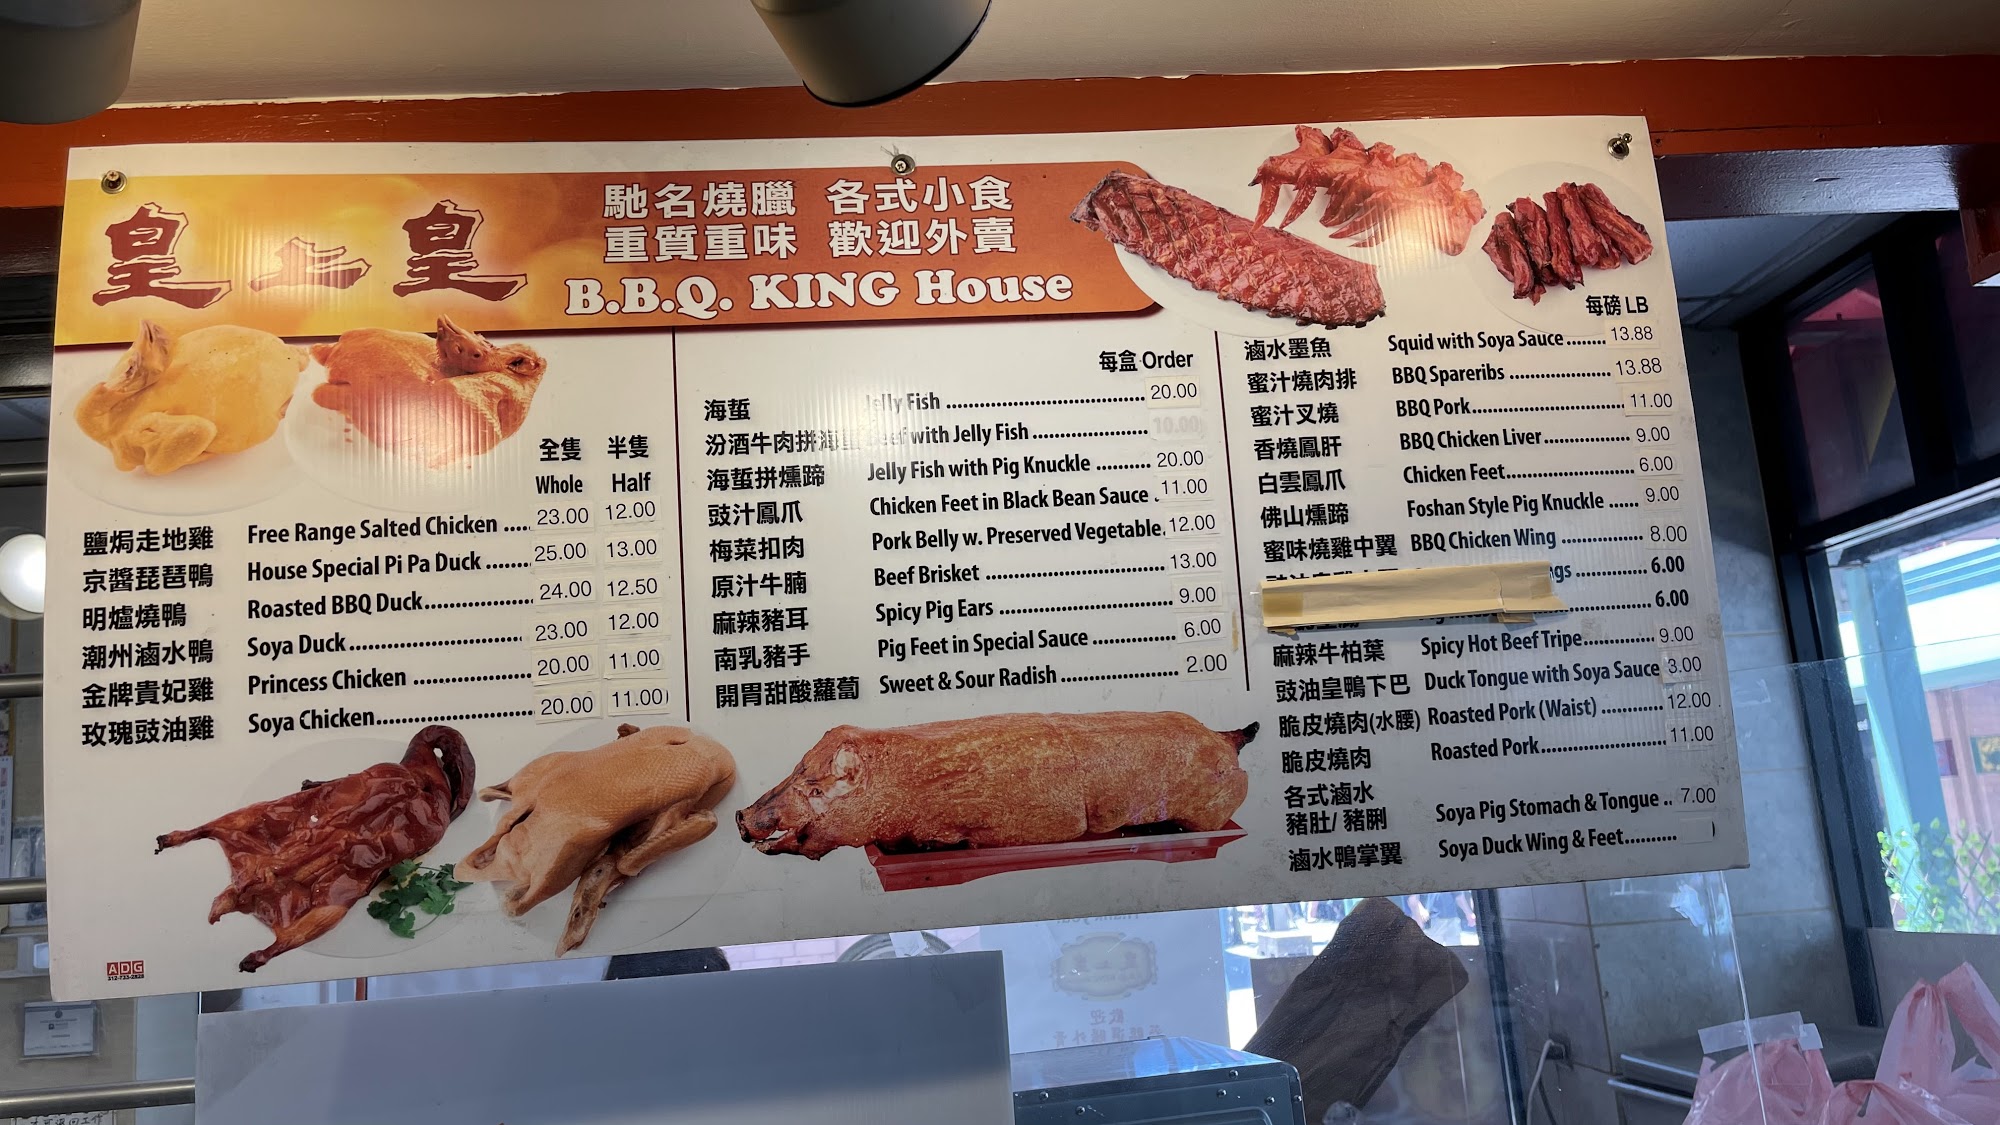 皇上皇
馳名燒臘 各式小食
重質重味 歡迎外賣
B.B.Q. KING House
全隻 半隻
Whole Half
鹽焗走地雞 Free Range Salted Chicken ..... 23.00 12.00
京醬琵琶鴨 House Special Pi Pa Duck ....... 25.00 13.00
明爐燒鴨 Roasted BBQ Duck................. 24.00 12.50
潮州滷水鴨 Soya Duck........................... 23.00 12.00
金牌貴妃雞 Princess Chicken .................. 20.00 11.00
玫瑰豉油雞 Soya Chicken......................... 20.00 11.00
每盒 Order
海蜇 Jelly Fish .................................... 20.00
汾酒牛肉拼海蜇 Beef with Jelly Fish .................... 10.00
海蜇拼燻蹄 Jelly Fish with Pig Knuckle .......... 20.00
豉汁鳳爪 Chicken Feet in Black Bean Sauce . 11.00
梅菜扣肉 Pork Belly w. Preserved Vegetable. 12.00
原汁牛腩 Beef Brisket ................................. 13.00
麻辣豬耳 Spicy Pig Ears ............................... 9.00
南乳豬手 Pig Feet in Special Sauce ............... 6.00
開胃甜酸蘿蔔 Sweet & Sour Radish ..................... 2.00
每磅 LB
滷水墨魚 Squid with Soya Sauce........ 13.88
蜜汁燒肉排 BBQ Spareribs ..................... 13.88
蜜汁叉燒 BBQ Pork............................... 11.00
香燒鳳肝 BBQ Chicken Liver................. 9.00
白雲鳳爪 Chicken Feet.......................... 6.00
佛山燻蹄 Foshan Style Pig Knuckle ...... 9.00
蜜味燒雞中翼 BBQ Chicken Wing ................ 8.00
ngs .............. 6.00
6.00
麻辣牛柏葉 Spicy Hot Beef Tripe............... 9.00
豉油皇鴨下巴 Duck Tongue with Soya Sauce 3.00
脆皮燒肉(水腰) Roasted Pork (Waist) ............. 12.00
脆皮燒肉 Roasted Pork.......................... 11.00
各式滷水
豬肚/ 豬脷 Soya Pig Stomach & Tongue .. 7.00
滷水鴨掌翼 Soya Duck Wing & Feet..........
ADG
312-733-2828